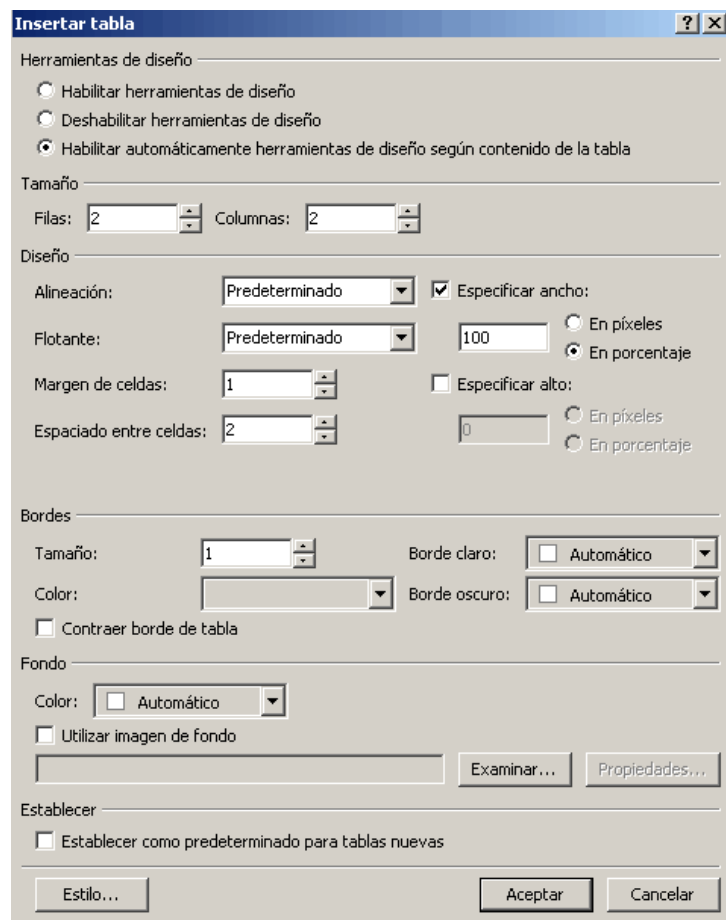 Insertar tabla
Herramientas de diseño
Habilitar herramientas de diseño
Deshabilitar herramientas de diseño
Habilitar automáticamente herramientas de diseño según contenido de la tabla
Tamaño
Filas: 2 Columnas: 2
Diseño
Alineación: Predeterminado Especificar ancho:
Flotante: Predeterminado 100 En píxeles
En porcentaje
Margen de celdas: 1 Especificar alto:
Espaciado entre celdas: 2 0 En píxeles
En porcentaje
Bordes
Tamaño: 1 Borde claro: Automático
Color: Borde oscuro: Automático
Contraer borde de tabla
Fondo
Color: Automático
Utilizar imagen de fondo
Examinar... Propiedades...
Establecer
Establecer como predeterminado para tablas nuevas
Estilo... Aceptar Cancelar